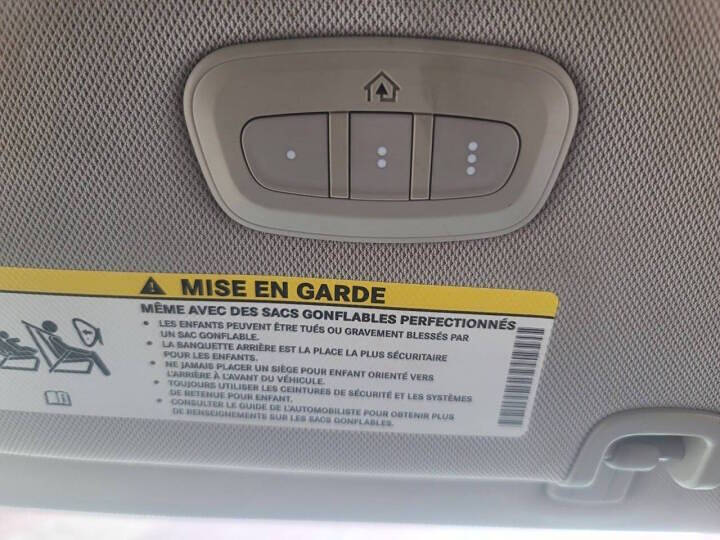 MISE EN GARDE
MÊME AVEC DES SACS GONFLABLES PERFECTIONNÉS
• LES ENFANTS PEUVENT ÊTRE TUÉS OU GRAVEMENT BLESSÉS PAR
UN SAC GONFLABLE.
• LA BANQUETTE ARRIÈRE EST LA PLACE LA PLUS SÉCURITAIRE
POUR LES ENFANTS.
• NE JAMAIS PLACER UN SIÈGE POUR ENFANT ORIENTÉ VERS
L'ARRIÈRE À L'AVANT DU VÉHICULE.
• TOUJOURS UTILISER LES CEINTURES DE SÉCURITÉ ET LES SYSTÈMES
DE RETENUE POUR ENFANT.
• CONSULTER LE GUIDE DE L'AUTOMOBILISTE POUR OBTENIR PLUS
DE RENSEIGNEMENTS SUR LES SACS GONFLABLES.